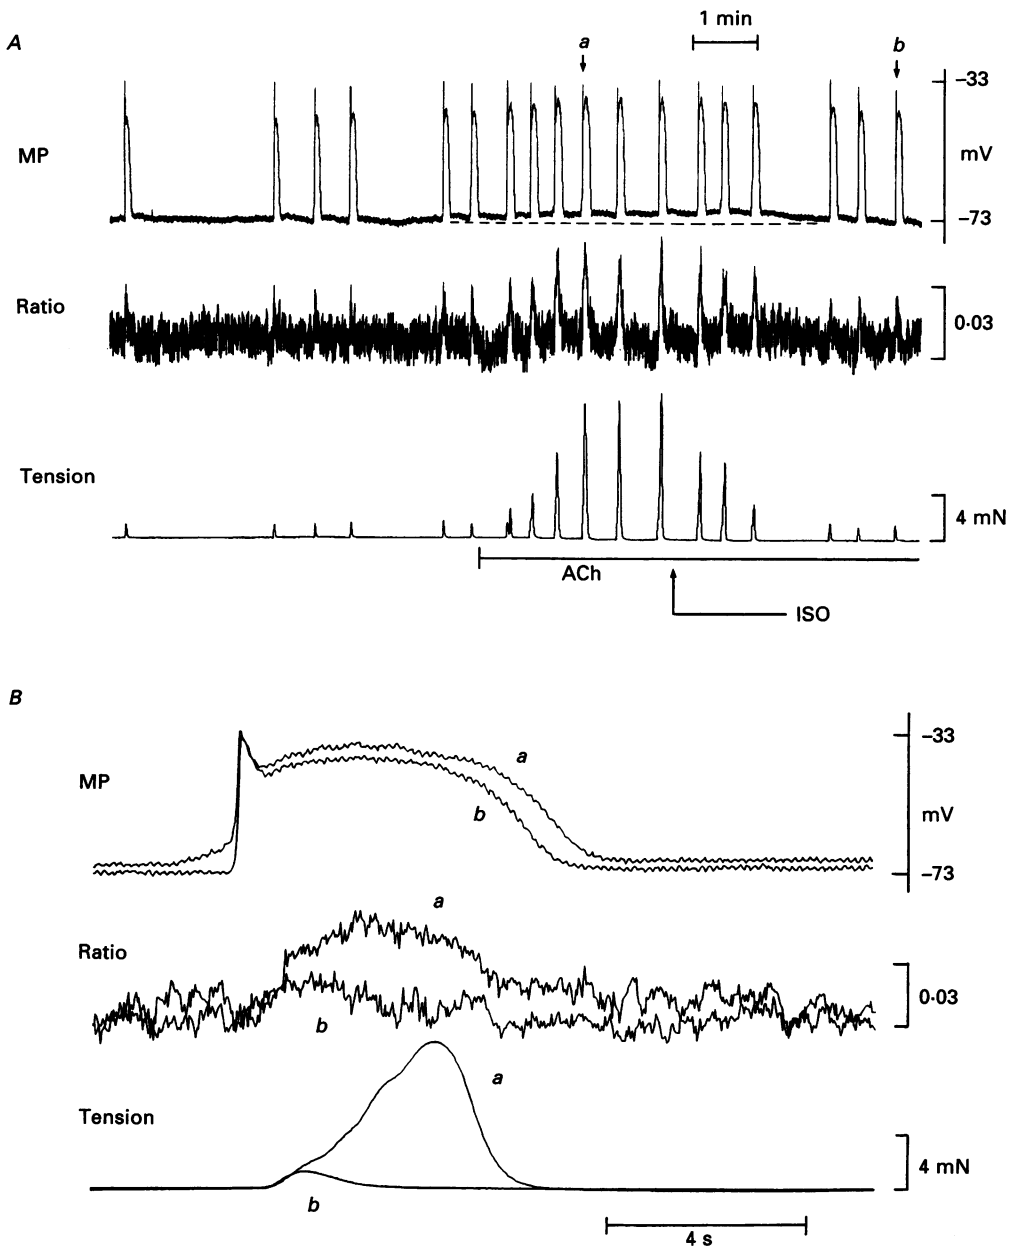 A
1 min
a
b
MP
–33
mV
–73
Ratio
0·03
Tension
4 mN
ACh
ISO
B
MP
a
b
–33
mV
–73
Ratio
a
b
0·03
Tension
a
b
4 mN
4 s